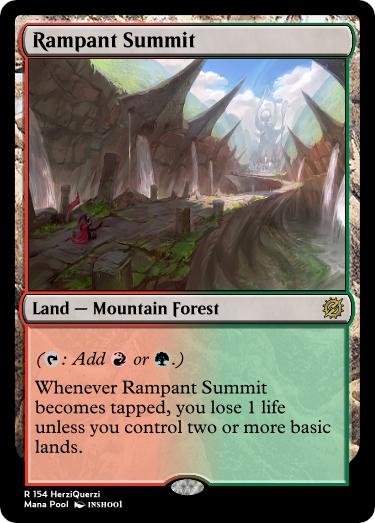 Rampant Summit
Land — Mountain Forest
(: Add or .)
Whenever Rampant Summit
becomes tapped, you lose 1 life
unless you control two or more basic
lands.
R 154 HerziQuerzi
Mana Pool INSHOOL